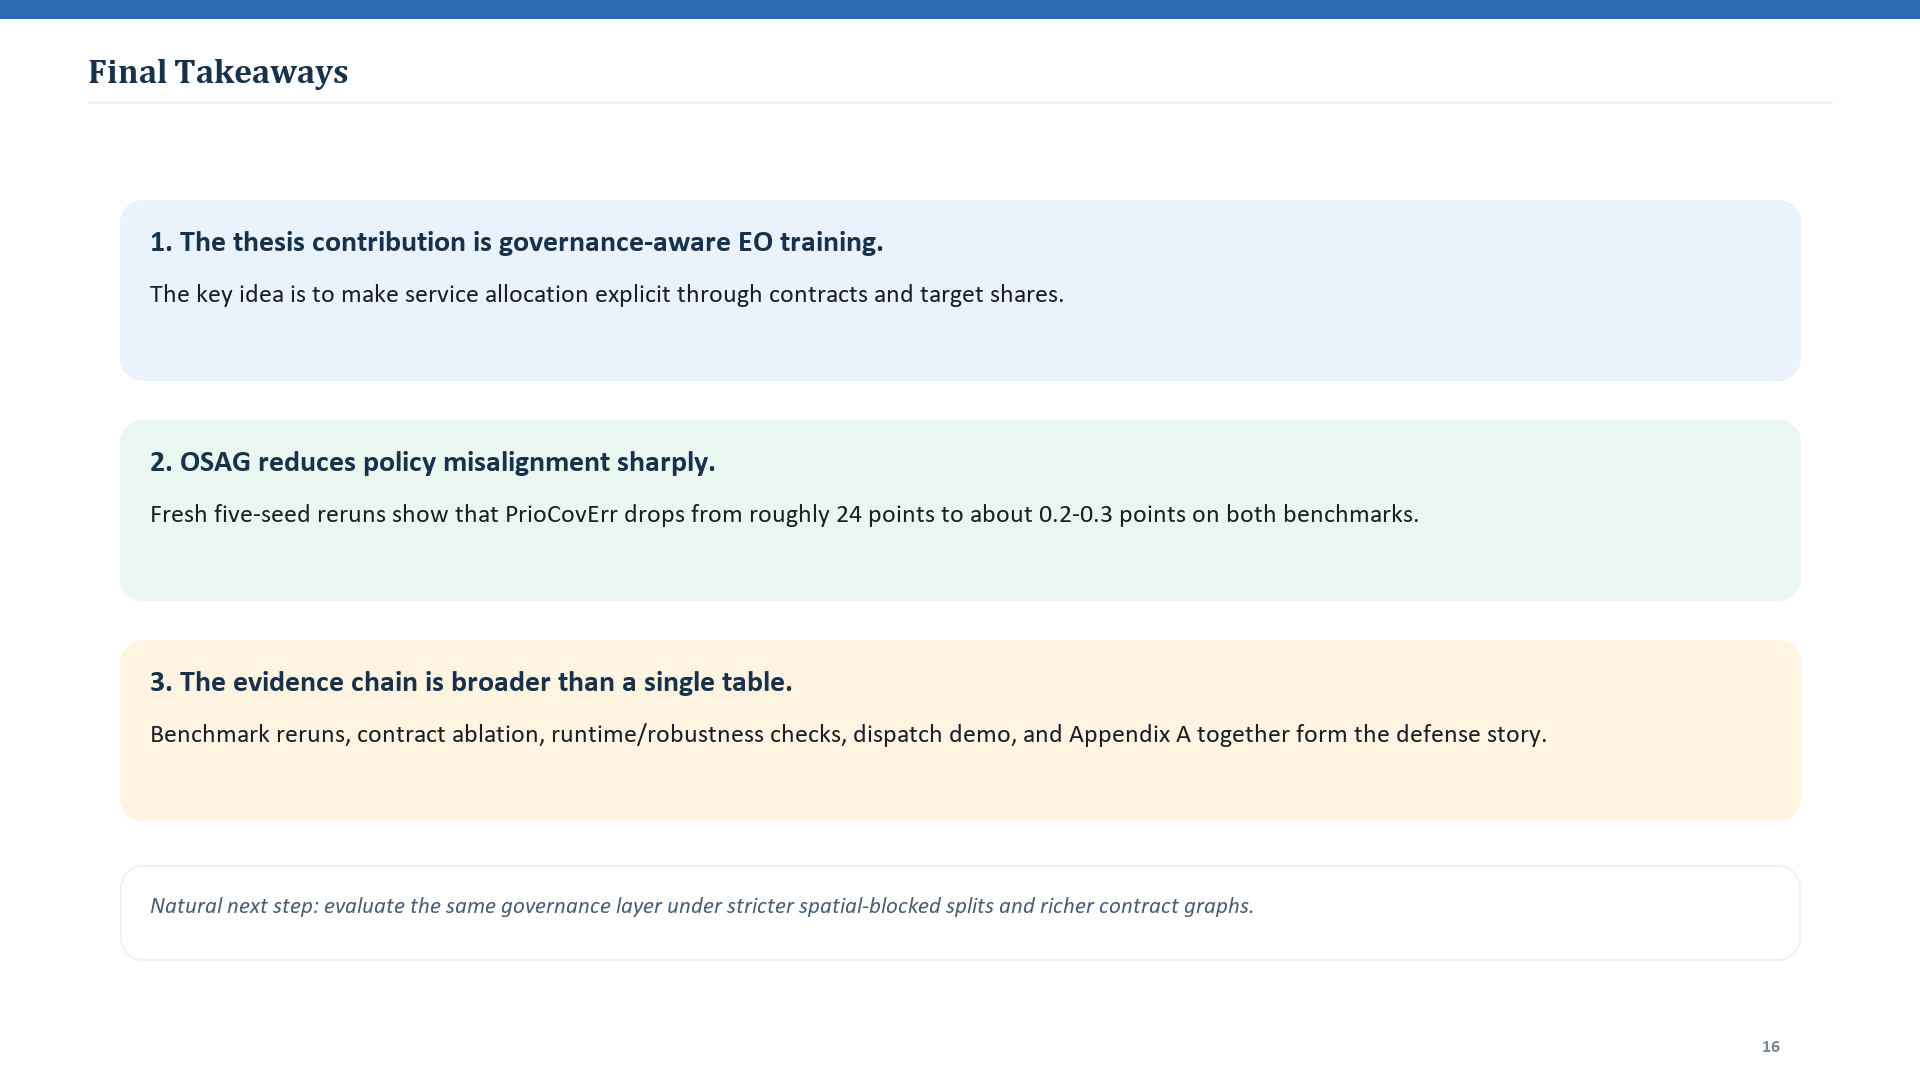 Final Takeaways
1. The thesis contribution is governance-aware EO training.
The key idea is to make service allocation explicit through contracts and target shares.
2. OSAG reduces policy misalignment sharply.
Fresh five-seed reruns show that PrioCovErr drops from roughly 24 points to about 0.2-0.3 points on both benchmarks.
3. The evidence chain is broader than a single table.
Benchmark reruns, contract ablation, runtime/robustness checks, dispatch demo, and Appendix A together form the defense story.
Natural next step: evaluate the same governance layer under stricter spatial-blocked splits and richer contract graphs.
16